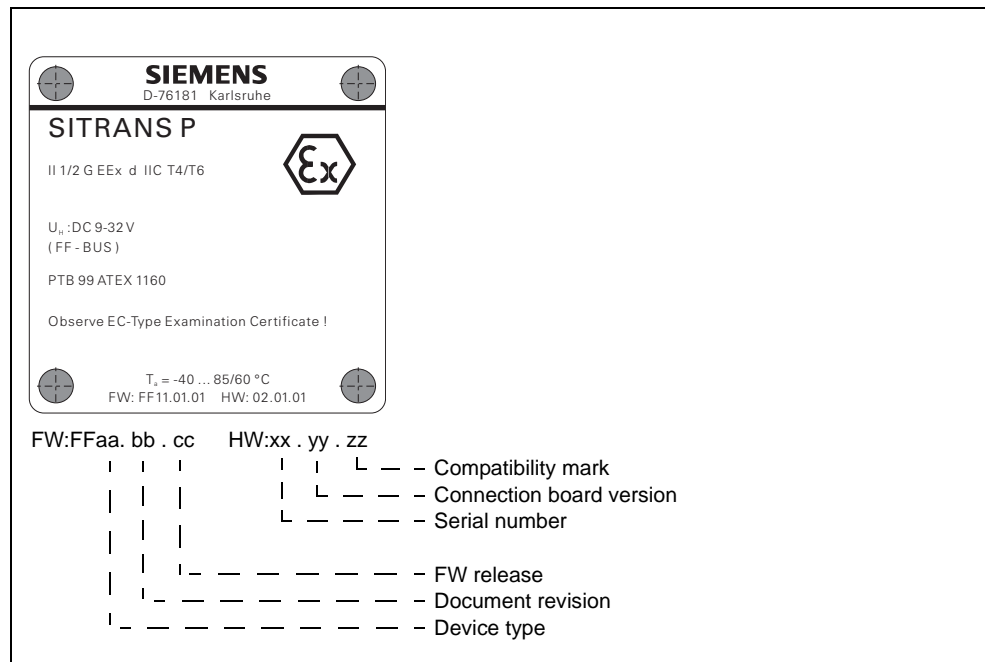 SIEMENS
D-76181 Karlsruhe
SITRANS P
II 1/2 G EEx d IIC T4/T6
εx
U_H :DC 9-32 V
( FF - BUS )
PTB 99 ATEX 1160
Observe EC-Type Examination Certificate !
T_a = -40 ... 85/60 °C
FW: FF11.01.01 HW: 02.01.01
FW:FFaa. bb . cc HW:xx . yy . zz
Compatibility mark
Connection board version
Serial number
FW release
Document revision
Device type